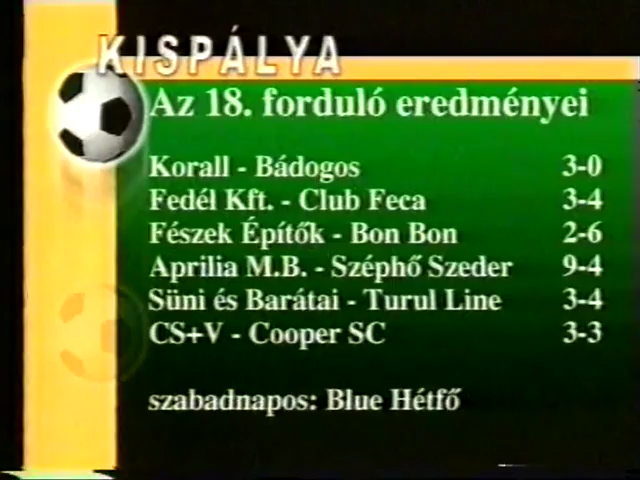 KISPÁLYA
Az 18. forduló eredményei
Korall - Bádogos 3-0
Fedél Kft. - Club Feca 3-4
Fészek Építők - Bon Bon 2-6
Aprilia M.B. - Széphő Szeder 9-4
Süni és Barátai - Turul Line 3-4
CS+V - Cooper SC 3-3
szabadnapos: Blue Hétfő